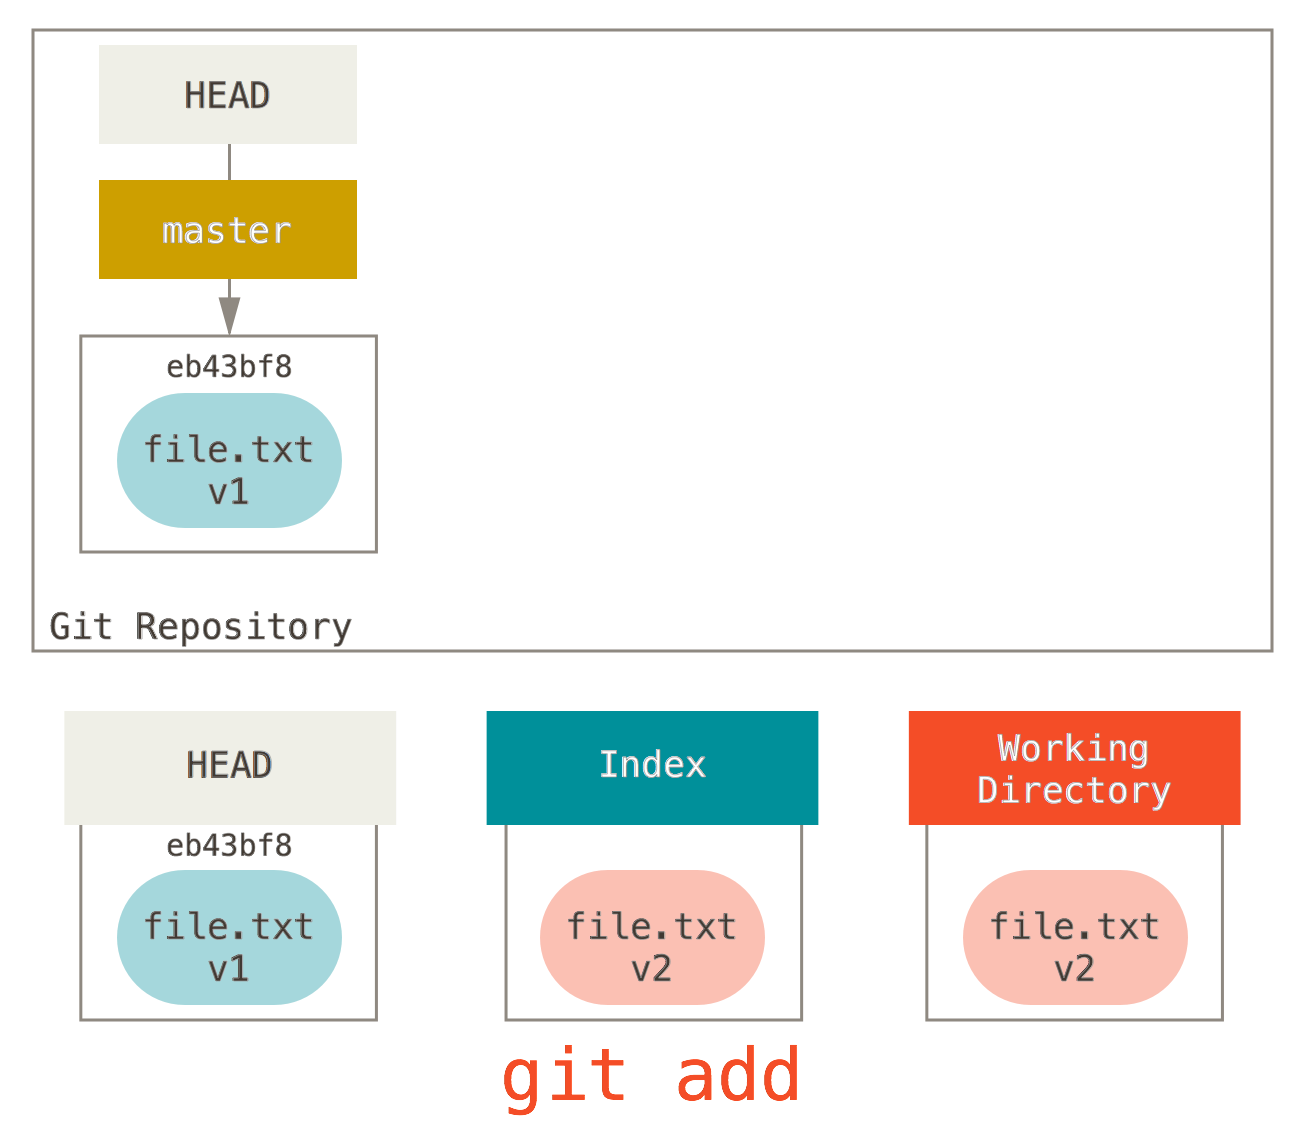 HEAD
master
eb43bf8
file.txt
v1
Git Repository
HEAD
Index
Working
Directory
eb43bf8
file.txt
v1
file.txt
v2
file.txt
v2
git add